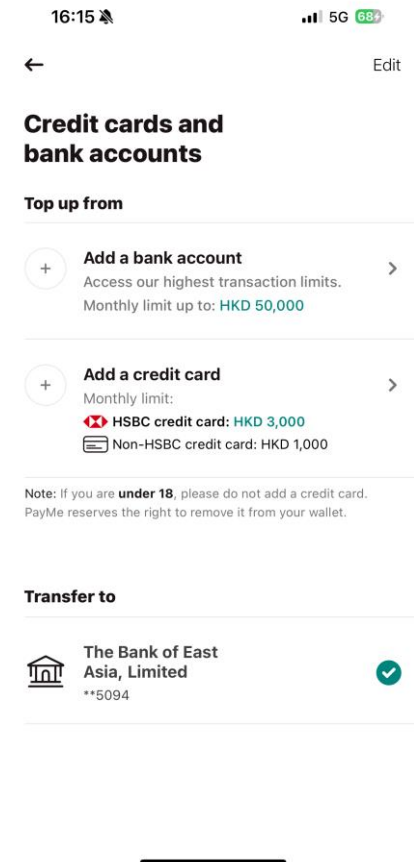 16:15 5G 68
Edit
Credit cards and
bank accounts
Top up from
Add a bank account
Access our highest transaction limits.
Monthly limit up to: HKD 50,000
Add a credit card
Monthly limit:
HSBC credit card: HKD 3,000
Non-HSBC credit card: HKD 1,000
Note: If you are under 18, please do not add a credit card.
PayMe reserves the right to remove it from your wallet.
Transfer to
The Bank of East
Asia, Limited
**5094